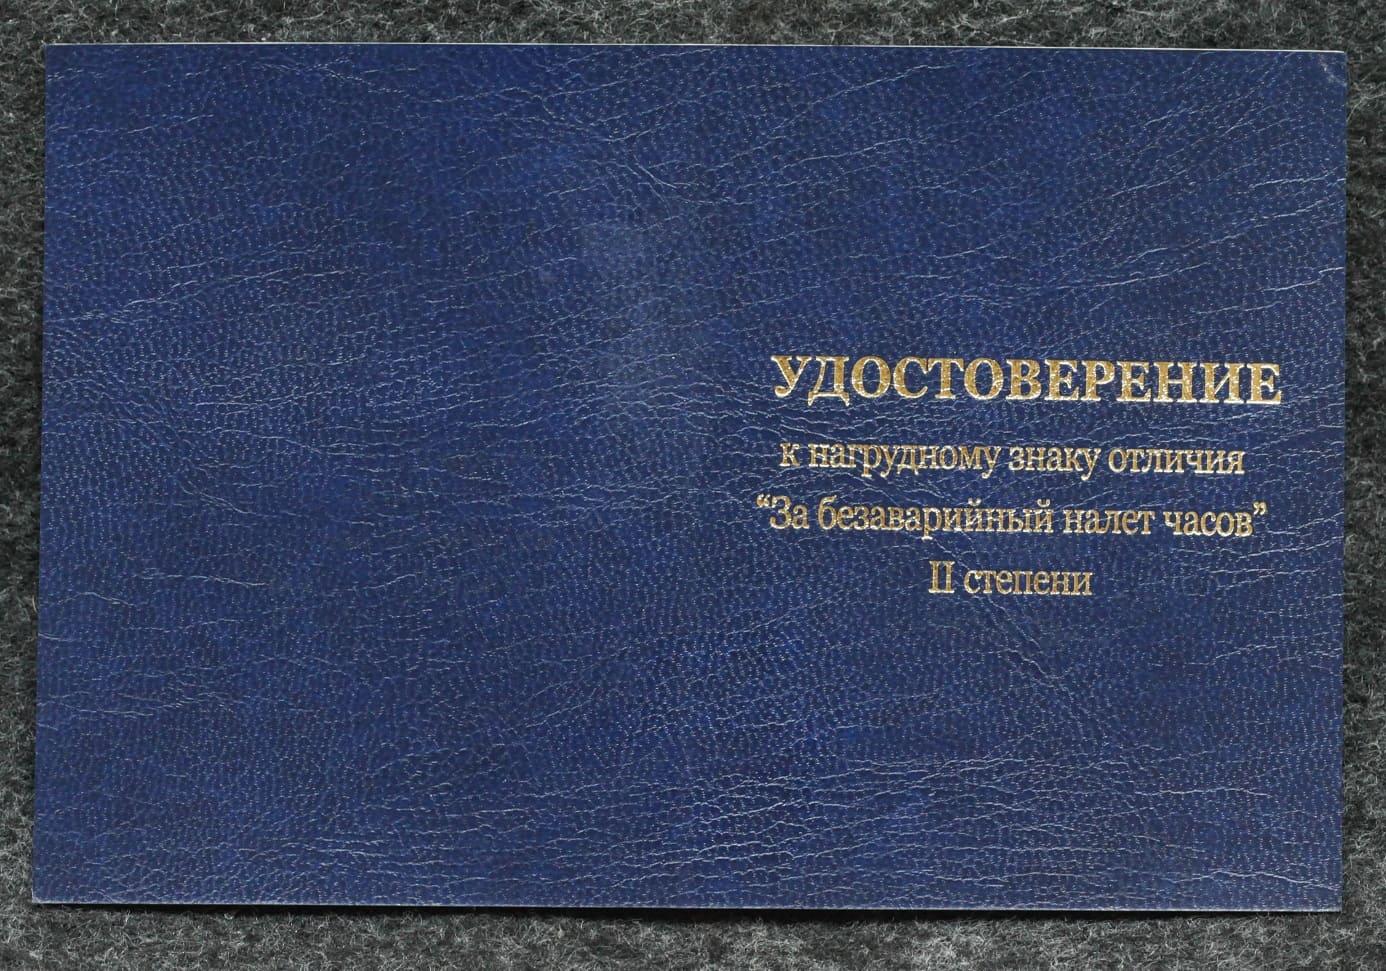 УДОСТОВЕРЕНИЕ
к нагрудному знаку отличия
“За безаварийный налет часов”
II степени